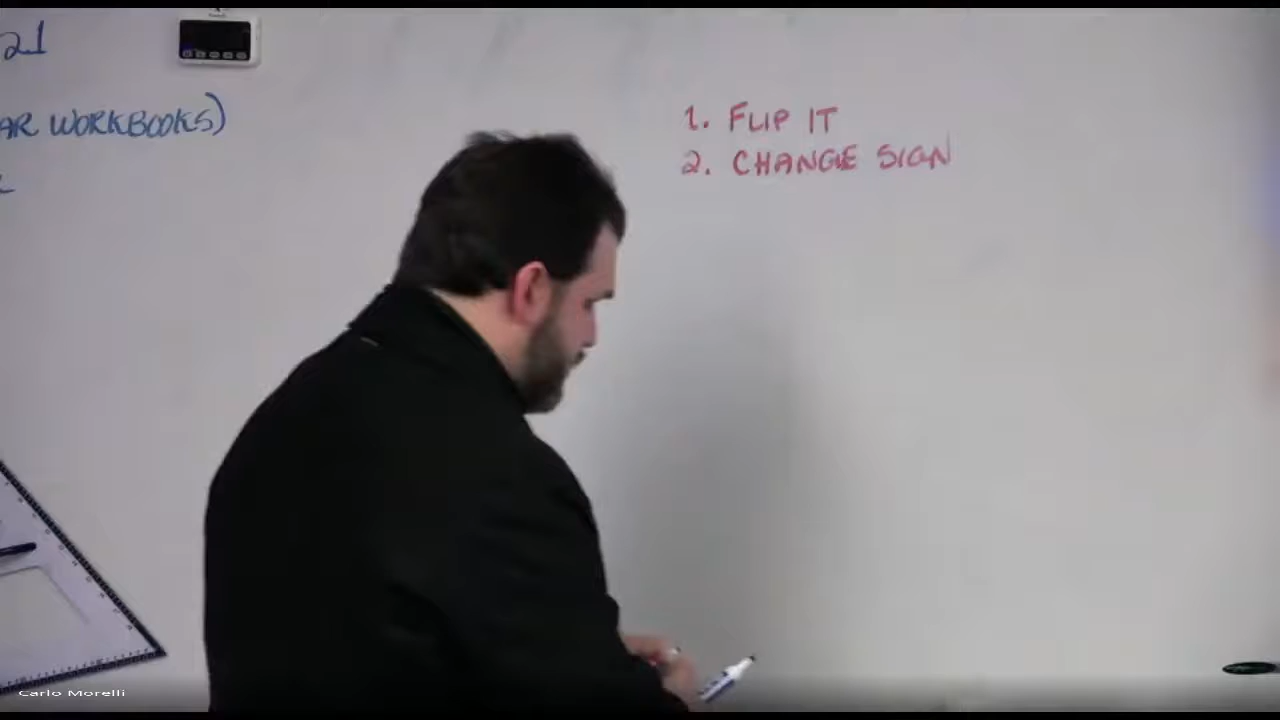 21
AR WORKBOOKS)
1. FLIP IT
2. CHANGE SIGN
Carlo Morelli